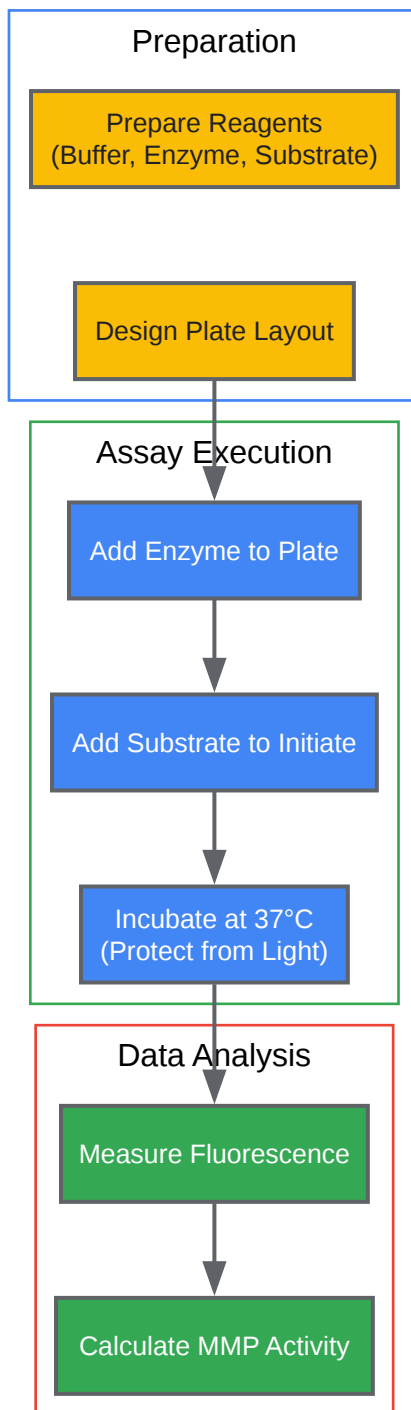 Preparation
Prepare Reagents
(Buffer, Enzyme, Substrate)
Design Plate Layout
Assay Execution
Add Enzyme to Plate
Add Substrate to Initiate
Incubate at 37°C
(Protect from Light)
Data Analysis
Measure Fluorescence
Calculate MMP Activity